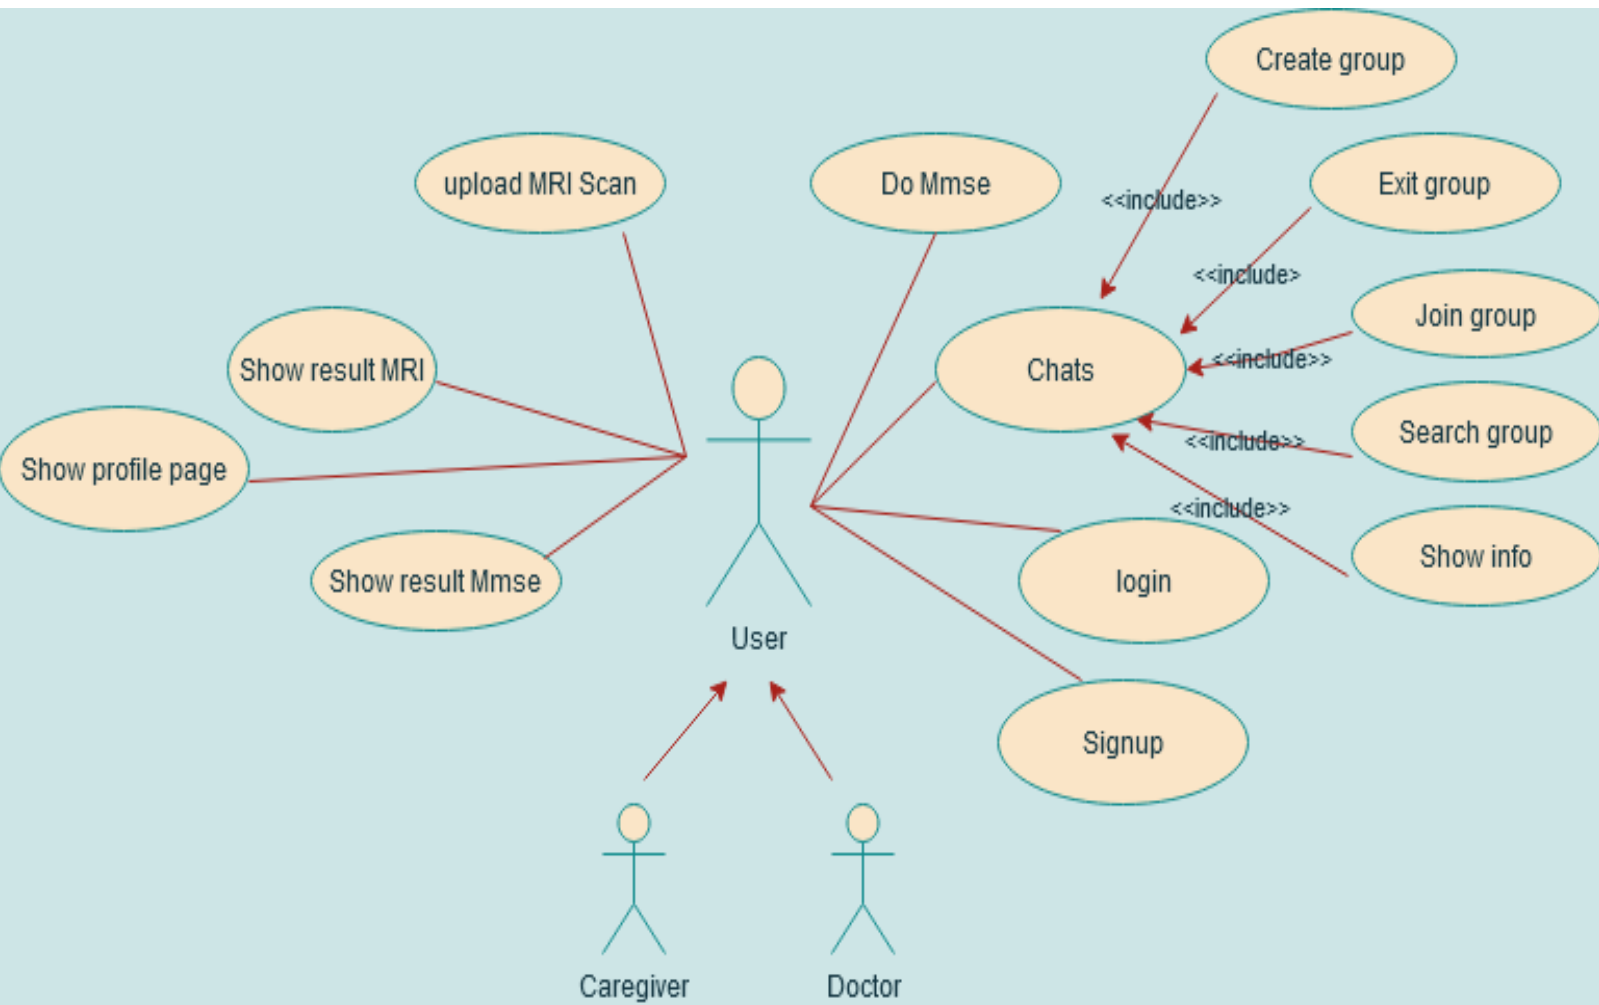 Create group
upload MRI Scan
Do Mmse
Exit group
<<include>>
<<include>
Join group
<<include>>
Show result MRI
Chats
Search group
<<include>>
Show profile page
<<include>>
Show info
Show result Mmse
login
User
Signup
Caregiver
Doctor